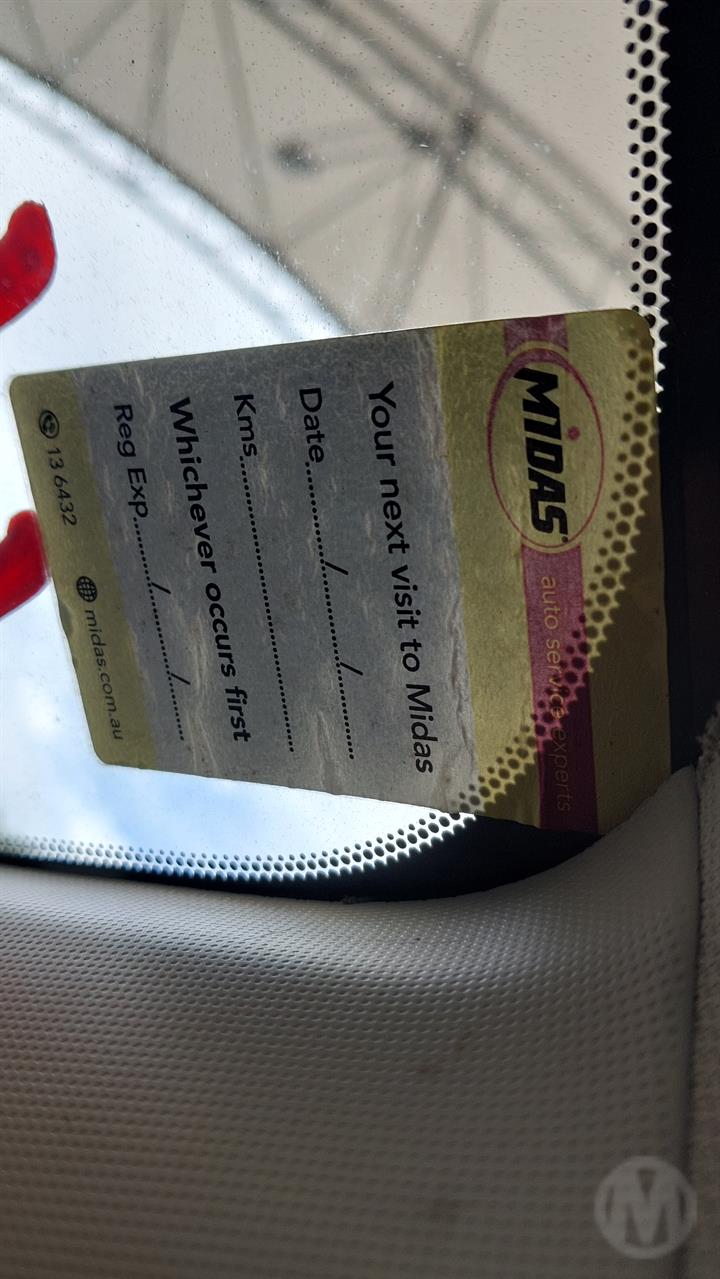 MIDAS
auto service experts
Your next visit to Midas
Date............/............/............
Kms................................................
Whichever occurs first
Reg Exp........../............/..........
13 6432 midas.com.au
M